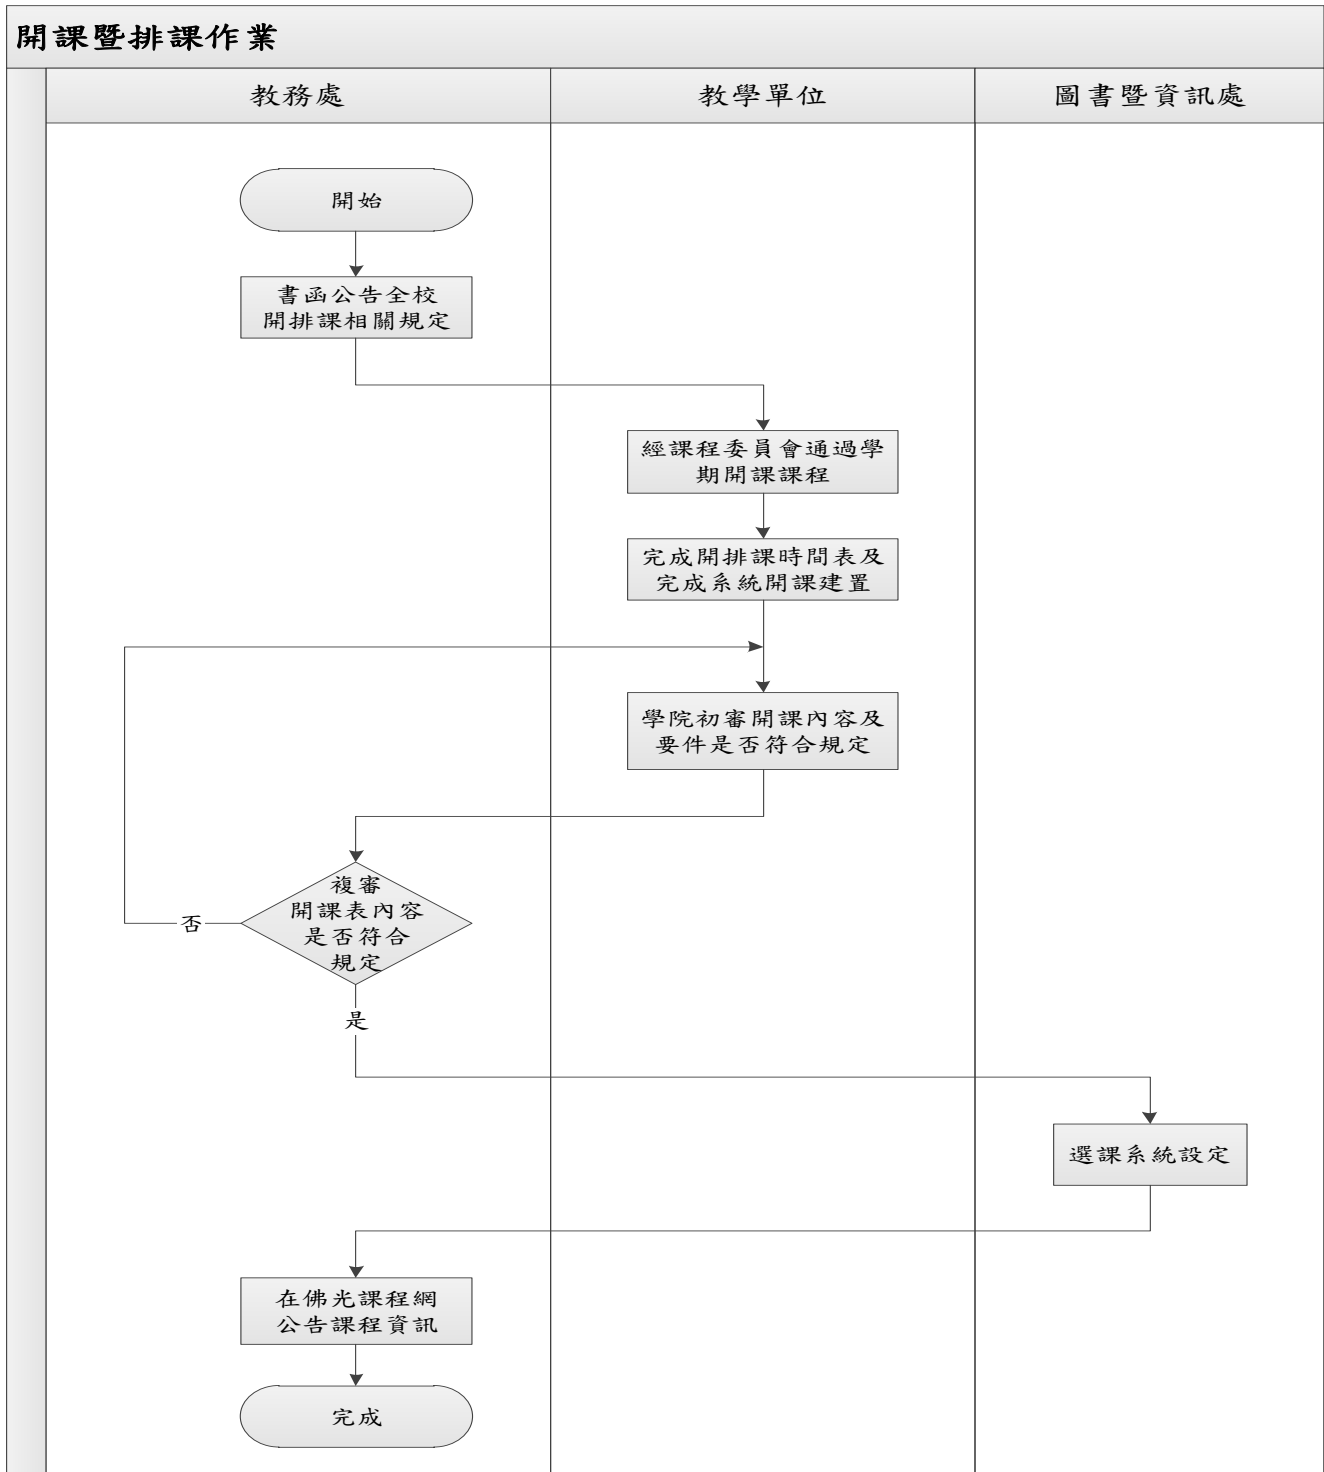 開課暨排課作業
教務處
教學單位
圖書暨資訊處
開始
書函公告全校
開排課相關規定
經課程委員會通過學
期開課課程
完成開排課時間表及
完成系統開課建置
學院初審開課內容及
要件是否符合規定
複審
開課表內容
是否符合
規定
否
是
選課系統設定
在佛光課程網
公告課程資訊
完成